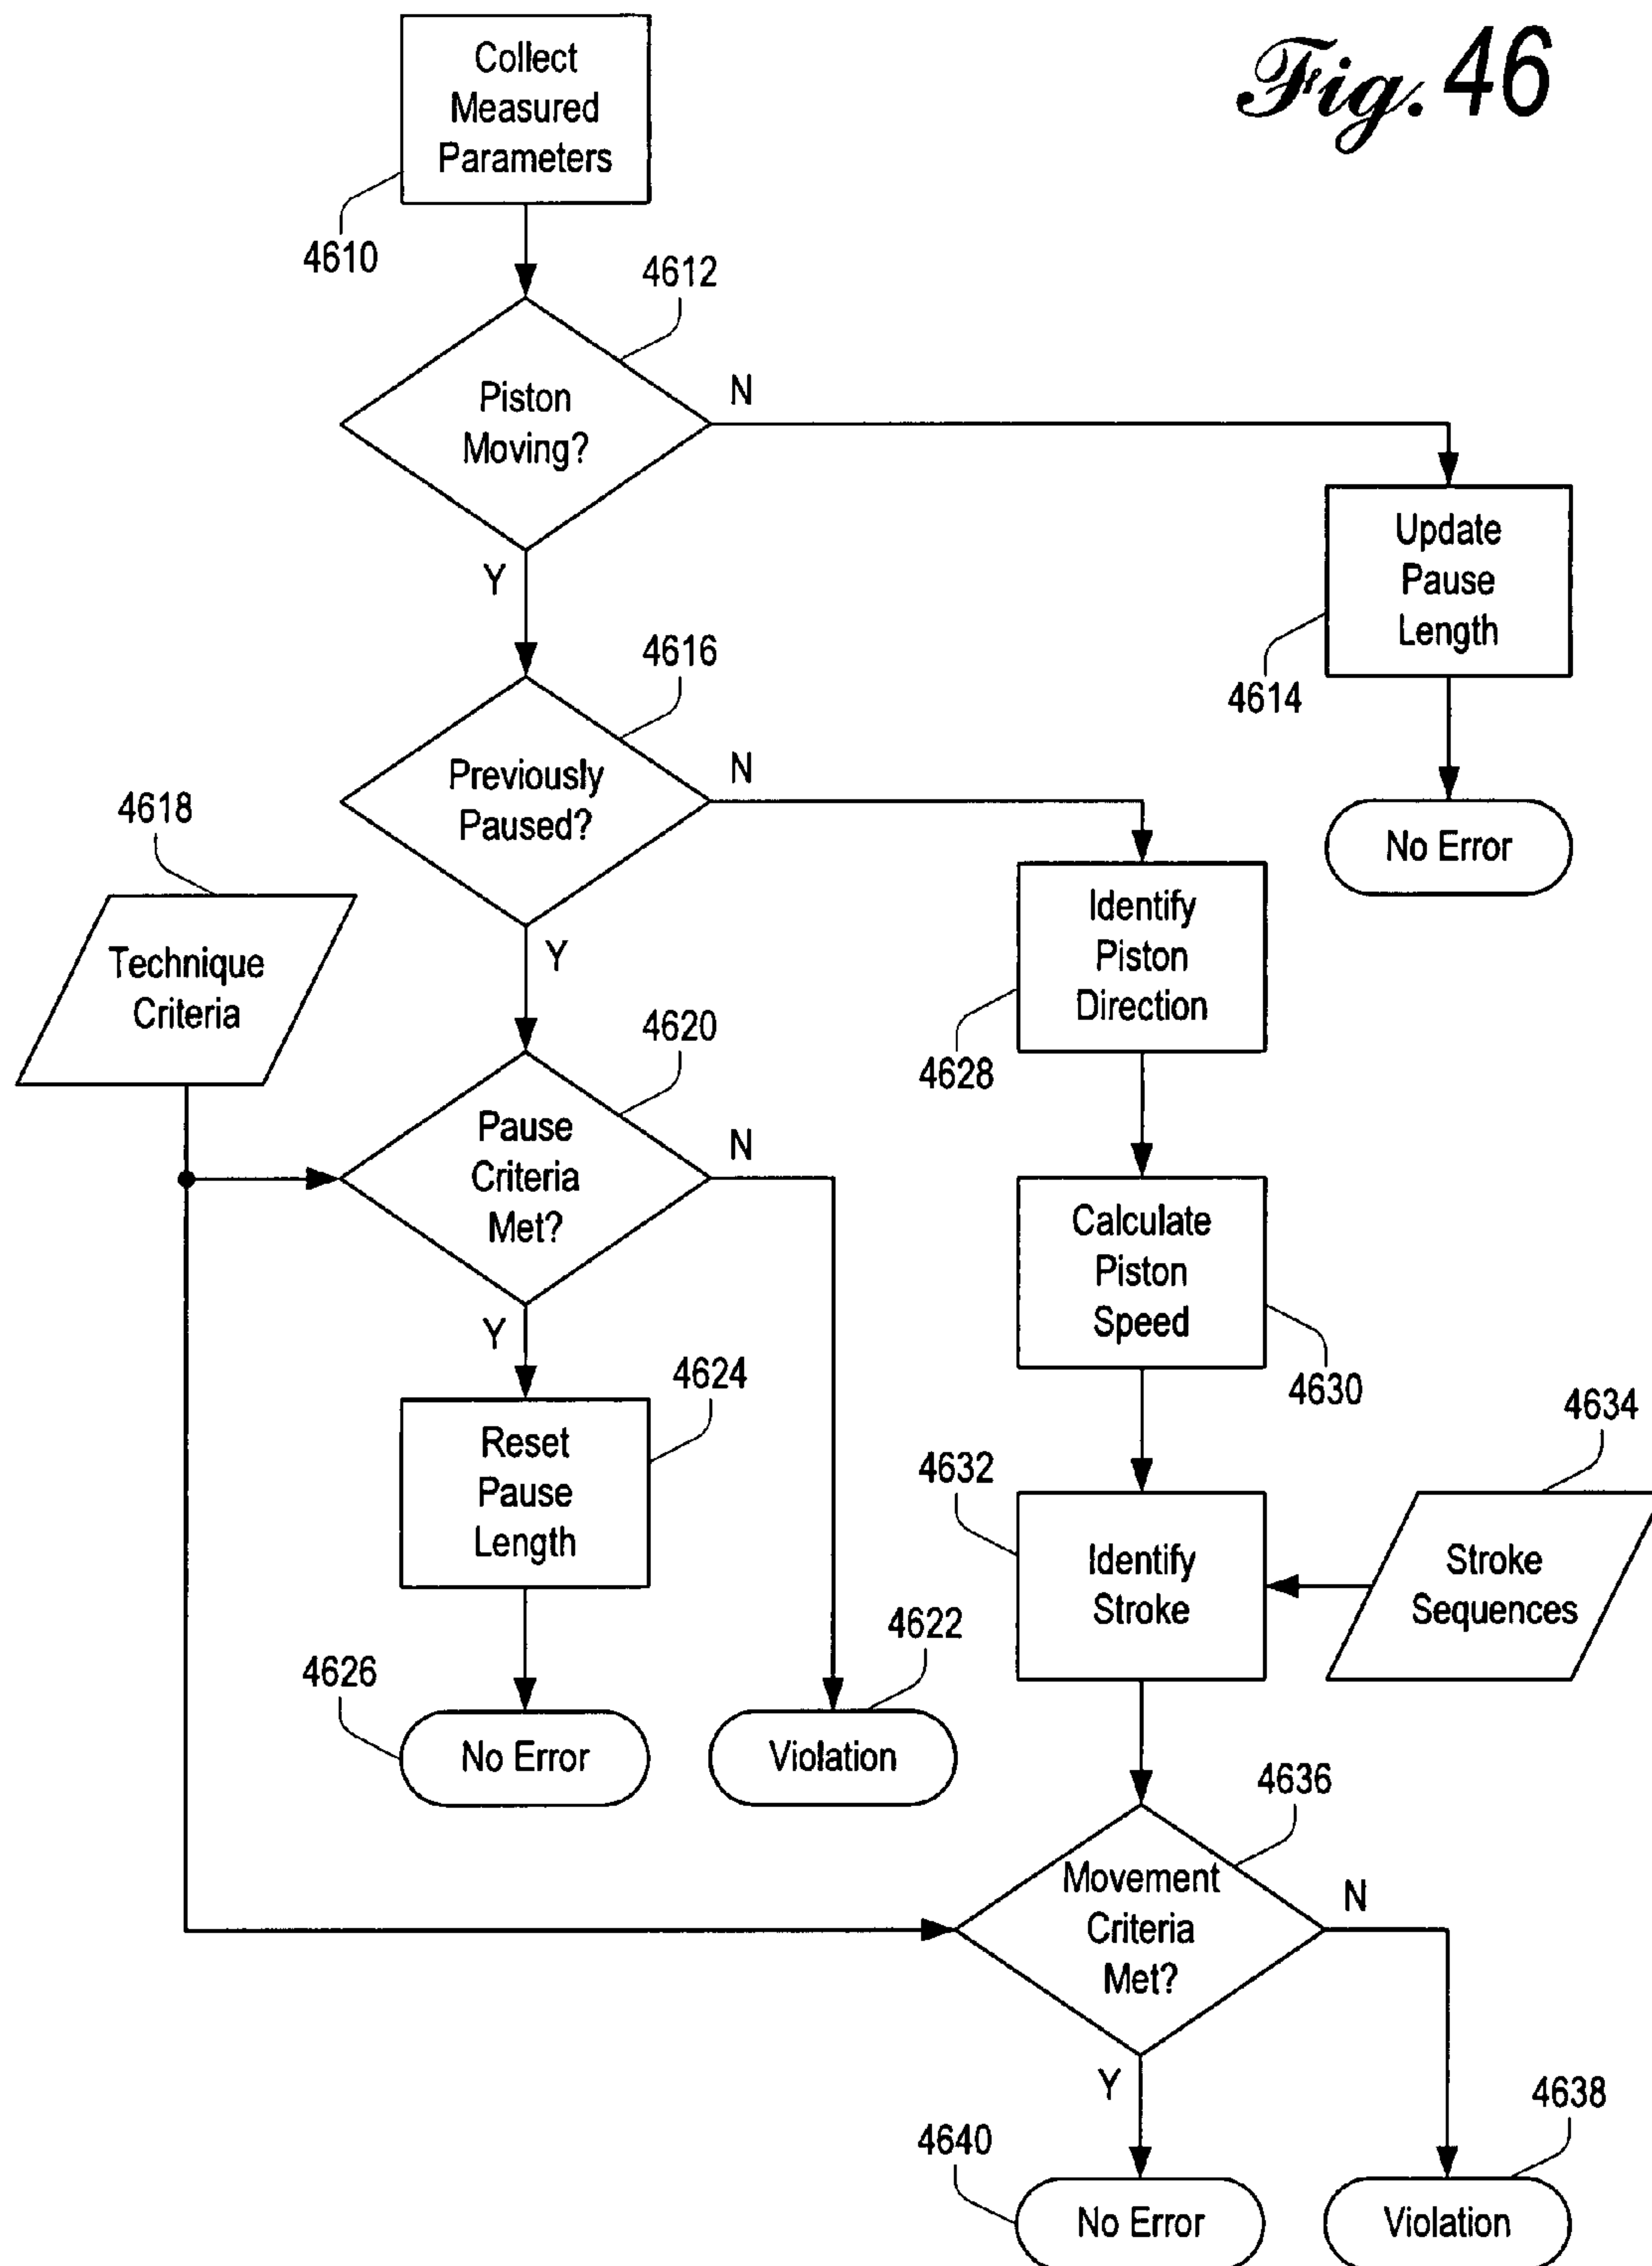 Fig. 46
Collect
Measured
Parameters
4610
4612
Piston
Moving?
N
Y
Update
Pause
Length
4614
No Error
4616
Previously
Paused?
N
Y
4618
Technique
Criteria
Identify
Piston
Direction
4628
4620
Pause
Criteria
Met?
N
Y
Calculate
Piston
Speed
4630
4624
Reset
Pause
Length
4632
Identify
Stroke
4634
Stroke
Sequences
4626
No Error
4622
Violation
4636
Movement
Criteria
Met?
N
Y
4640
No Error
4638
Violation